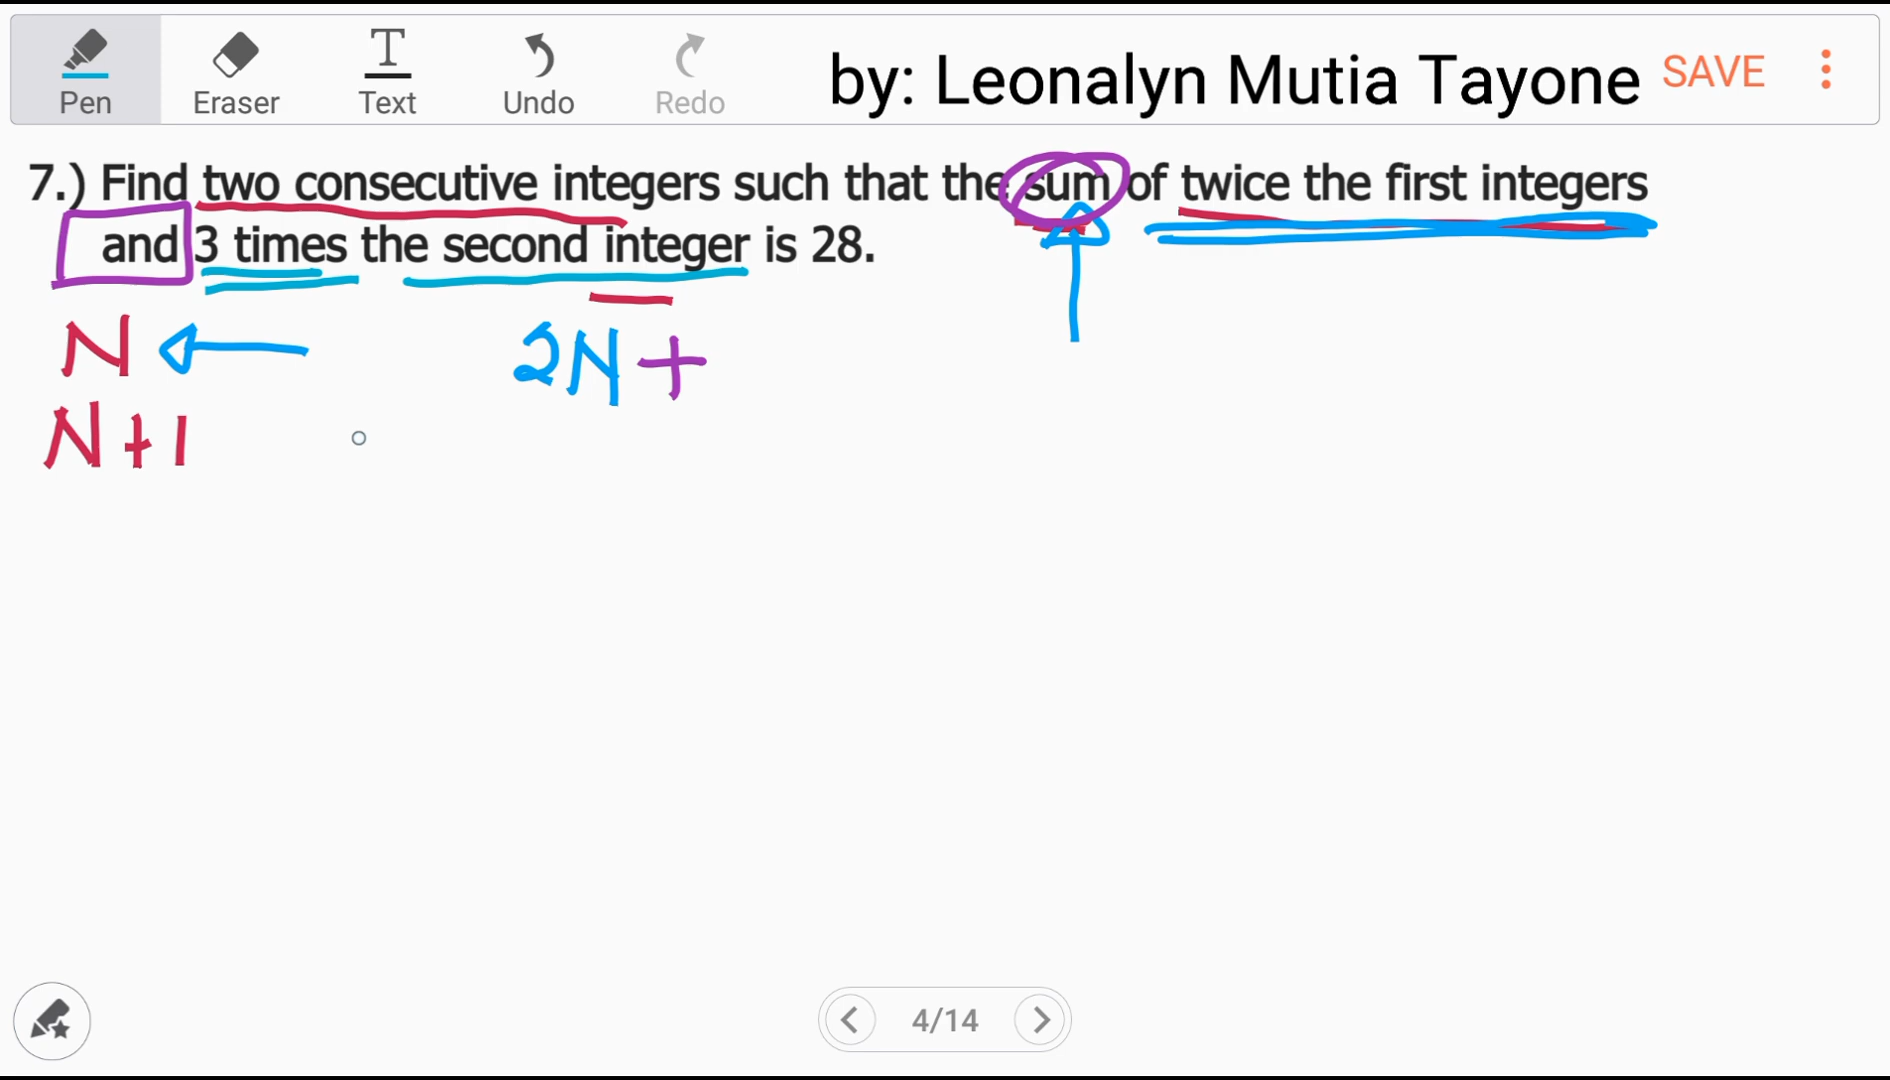 Pen Eraser Text Undo Redo by: Leonalyn Mutia Tayone SAVE
7.) Find two consecutive integers such that the sum of twice the first integers
and 3 times the second integer is 28.
N 2N +
N + 1
4/14